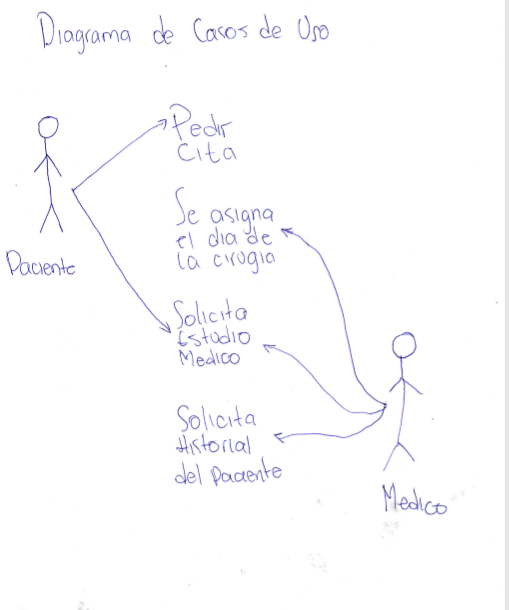 Diagrama de Casos de Uso
Pedir
Cita
Paciente
Se asigna
el dia de
la cirugia
Solicita
Estudio
Medico
Solicita
Historial
del paciente
Medico